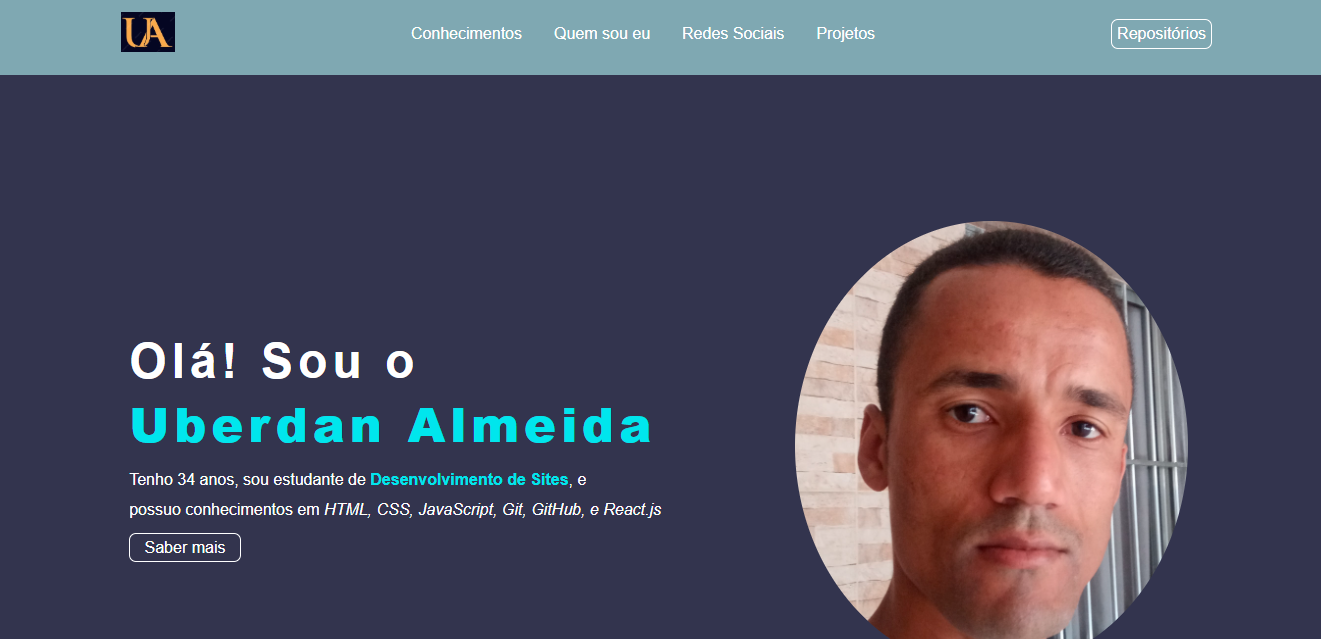 UA
Conhecimentos
Quem sou eu
Redes Sociais
Projetos
Repositórios
Olá! Sou o
Uberdan Almeida
Tenho 34 anos, sou estudante de Desenvolvimento de Sites, e
possuo conhecimentos em HTML, CSS, JavaScript, Git, GitHub, e React.js
Saber mais